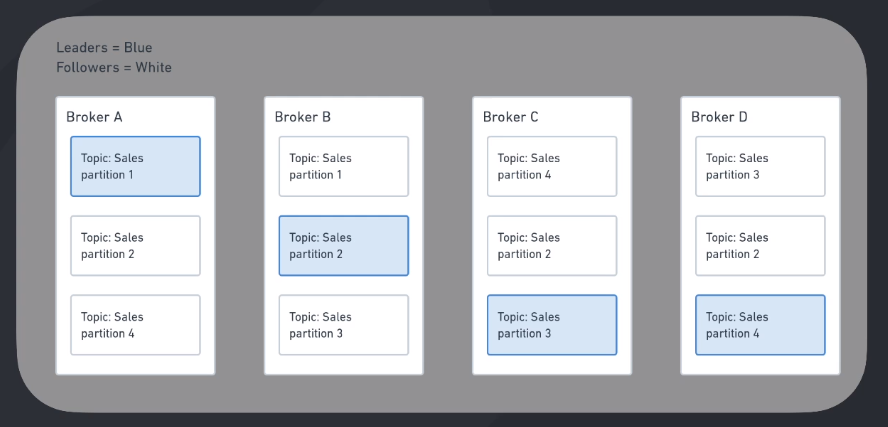 Leaders = Blue
Followers = White
Broker A
Topic: Sales
partition 1
Topic: Sales
partition 2
Topic: Sales
partition 4
Broker B
Topic: Sales
partition 1
Topic: Sales
partition 2
Topic: Sales
partition 3
Broker C
Topic: Sales
partition 4
Topic: Sales
partition 2
Topic: Sales
partition 3
Broker D
Topic: Sales
partition 3
Topic: Sales
partition 2
Topic: Sales
partition 4